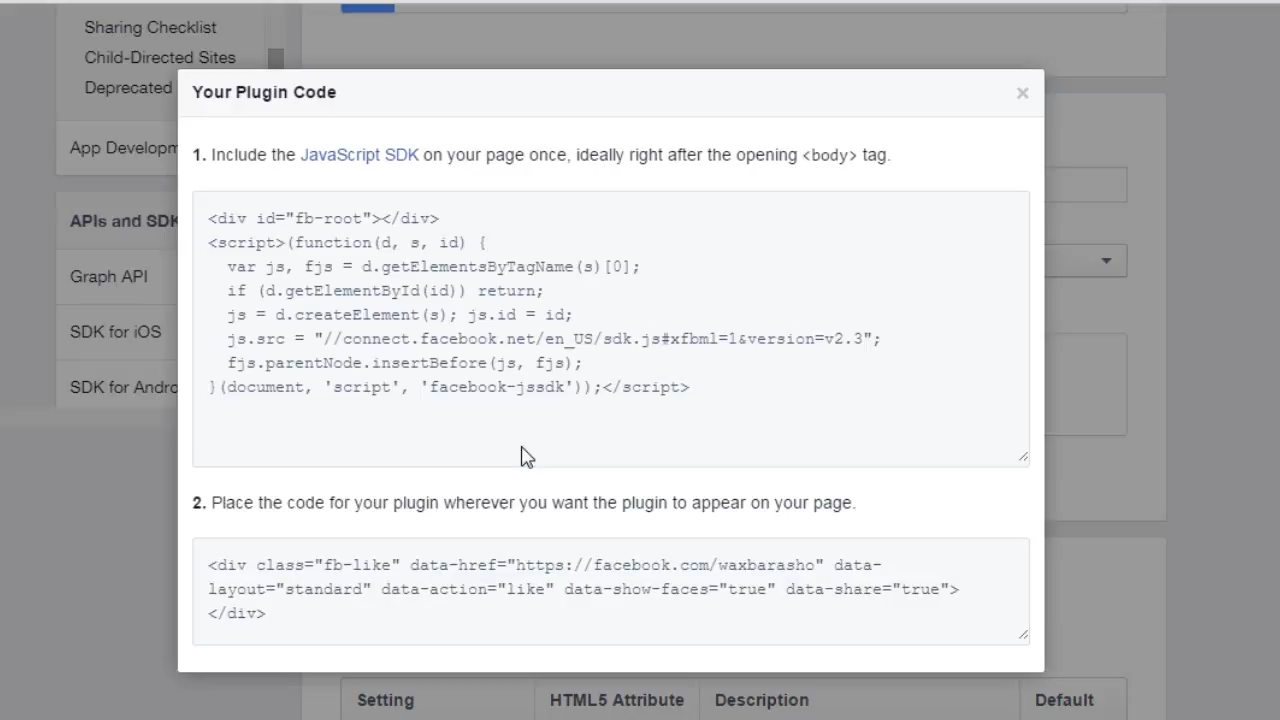 Sharing Checklist
Child-Directed Sites
Deprecated
App Developm
APIs and SDK
Graph API
SDK for iOS
SDK for Andro
Your Plugin Code
×
1. Include the JavaScript SDK on your page once, ideally right after the opening <body> tag.
<div id="fb-root"></div>
<script>(function(d, s, id) {
  var js, fjs = d.getElementsByTagName(s)[0];
  if (d.getElementById(id)) return;
  js = d.createElement(s); js.id = id;
  js.src = "//connect.facebook.net/en_US/sdk.js#xfbml=1&version=v2.3";
  fjs.parentNode.insertBefore(js, fjs);
}(document, 'script', 'facebook-jssdk'));</script>
2. Place the code for your plugin wherever you want the plugin to appear on your page.
<div class="fb-like" data-href="https://facebook.com/waxbarasho" data-
layout="standard" data-action="like" data-show-faces="true" data-share="true">
</div>
Setting HTML5 Attribute Description Default